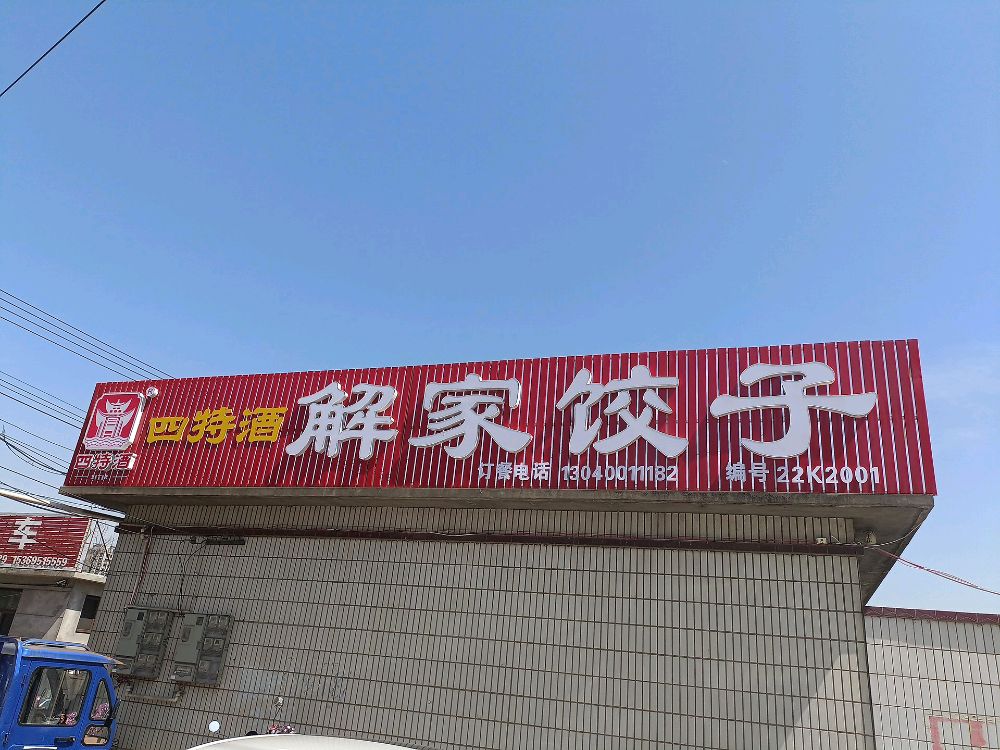 四特酒 解家饺子
四特酒
订餐电话 13040011182 编号 22K2001
车
15369515559